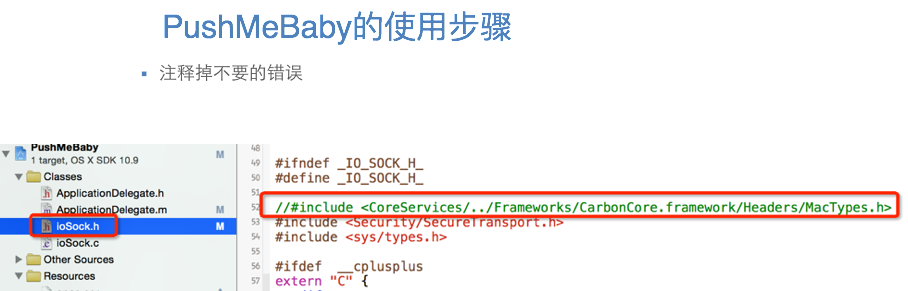 PushMeBaby的使用步骤
注释掉不要的错误
PushMeBaby
1 target, OS X SDK 10.9
M
Classes
ApplicationDelegate.h
ApplicationDelegate.m
M
ioSock.h
M
ioSock.c
Other Sources
Resources
48
49 #ifndef _IO_SOCK_H_
50 #define _IO_SOCK_H_
51
52 //#include <CoreServices/../Frameworks/CarbonCore.framework/Headers/MacTypes.h>
53 #include <Security/SecureTransport.h>
54 #include <sys/types.h>
55
56 #ifdef __cplusplus
57 extern "C" {